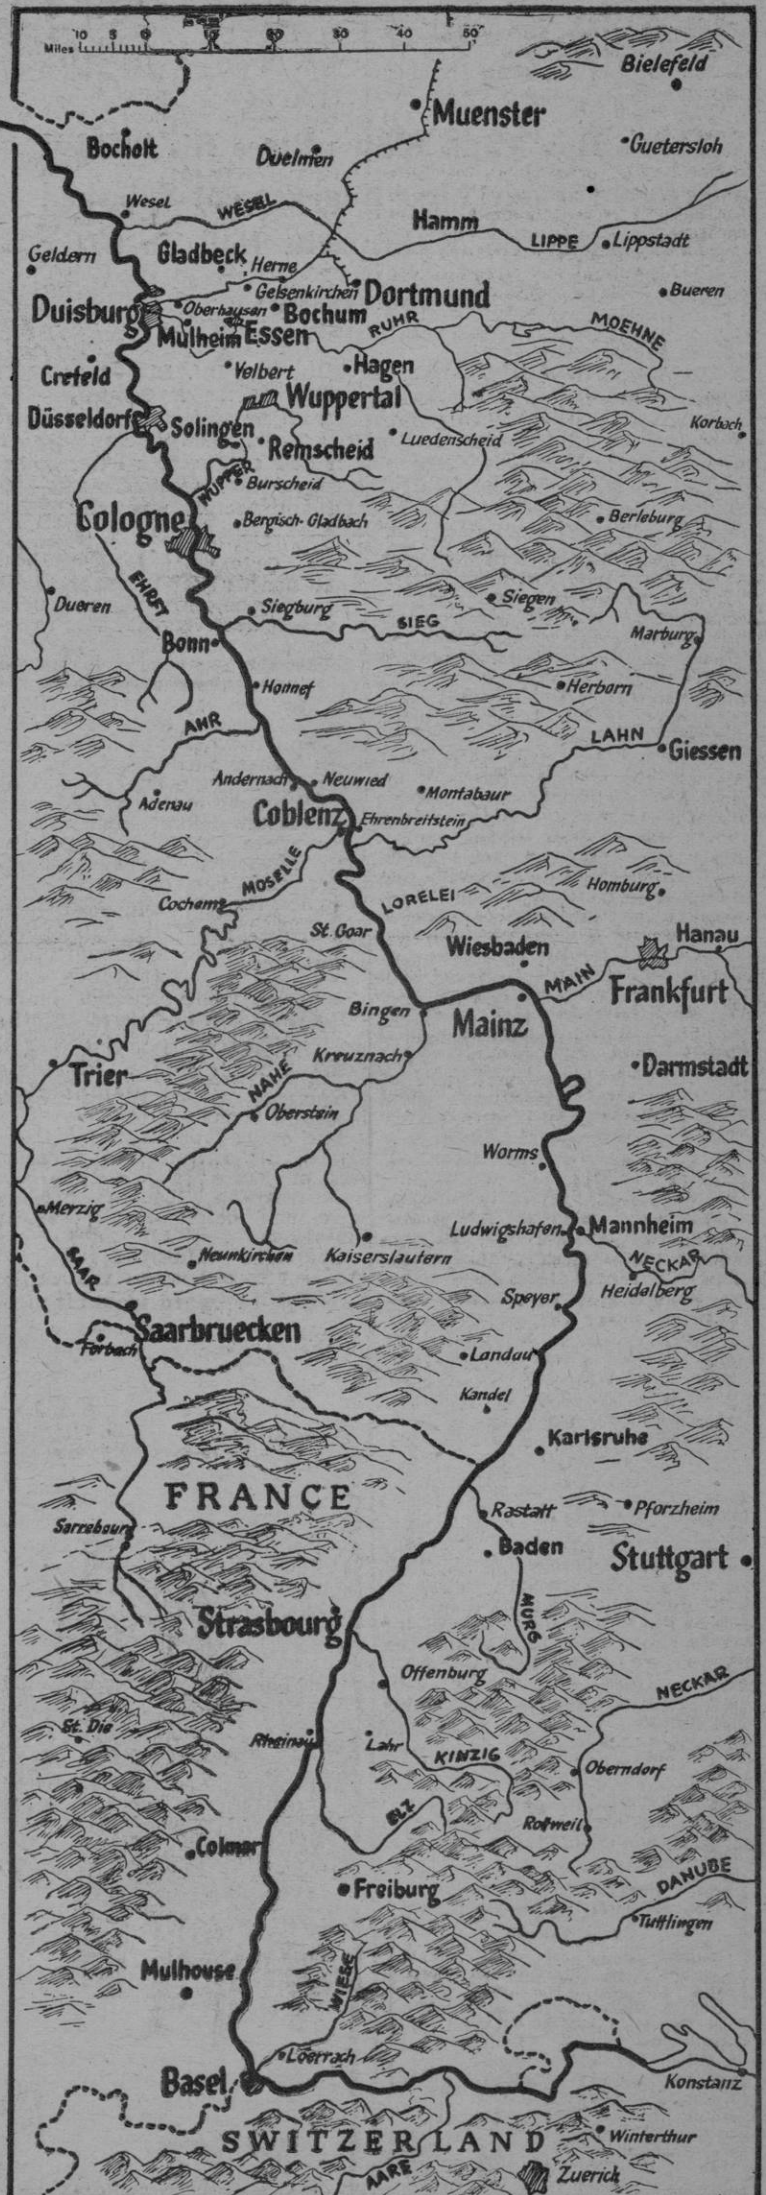 10 5 0 10 20 30 40 50
Miles
Bielefeld
Muenster
Bocholt
Duelmen
Guetersloh
Wesel
WESEL
Hamm
LIPPE
Lippstadt
Geldern
Gladbeck
Herne
Gelsenkirchen
Dortmund
Bueren
Duisburg
Oberhausen
Bochum
Mulheim
Essen
RUHR
MOEHNE
Crefeld
Velbert
Hagen
Wuppertal
Düsseldorf
Solingen
Remscheid
Luedenscheid
Korbach
WUPPER
Burscheid
Cologne
Bergisch-Gladbach
Berleburg
EHRFT
Dueren
Siegburg
SIEG
Siegen
Bonn
Marburg
Honnef
Herborn
AHR
LAHN
Giessen
Andernach
Neuwied
Montabaur
Adenau
Coblenz
Ehrenbreitstein
MOSELLE
Cochem
LORELEI
Homburg
St. Goar
Wiesbaden
Hanau
MAIN
Frankfurt
Bingen
Mainz
Kreuznach
Trier
NAHE
Darmstadt
Oberstein
Worms
Merzig
Ludwigshafen
Mannheim
SAAR
Neunkirchen
Kaiserslautern
NECKAR
Heidelberg
Speyer
Saarbruecken
Forbach
Landau
Kandel
Karlsruhe
FRANCE
Rastatt
Pforzheim
Sarrebourg
Baden
Stuttgart
MURG
Strasbourg
Offenburg
NECKAR
St. Die
Rheinau
Lahr
KINZIG
Oberndorf
ELZ
Rotweil
Colmar
DANUBE
Freiburg
Tuttlingen
Mulhouse
WIESE
Loerrach
Basel
Konstanz
SWITZERLAND
Winterthur
AARE
Zuerich